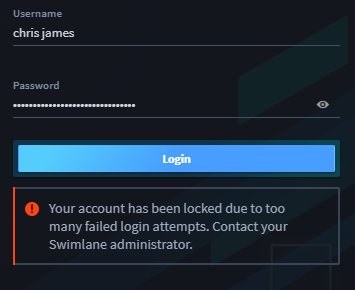 Username
chris james
Password
••••••••••••••••••••••••••••••
Login
Your account has been locked due to too
many failed login attempts. Contact your
Swimlane administrator.